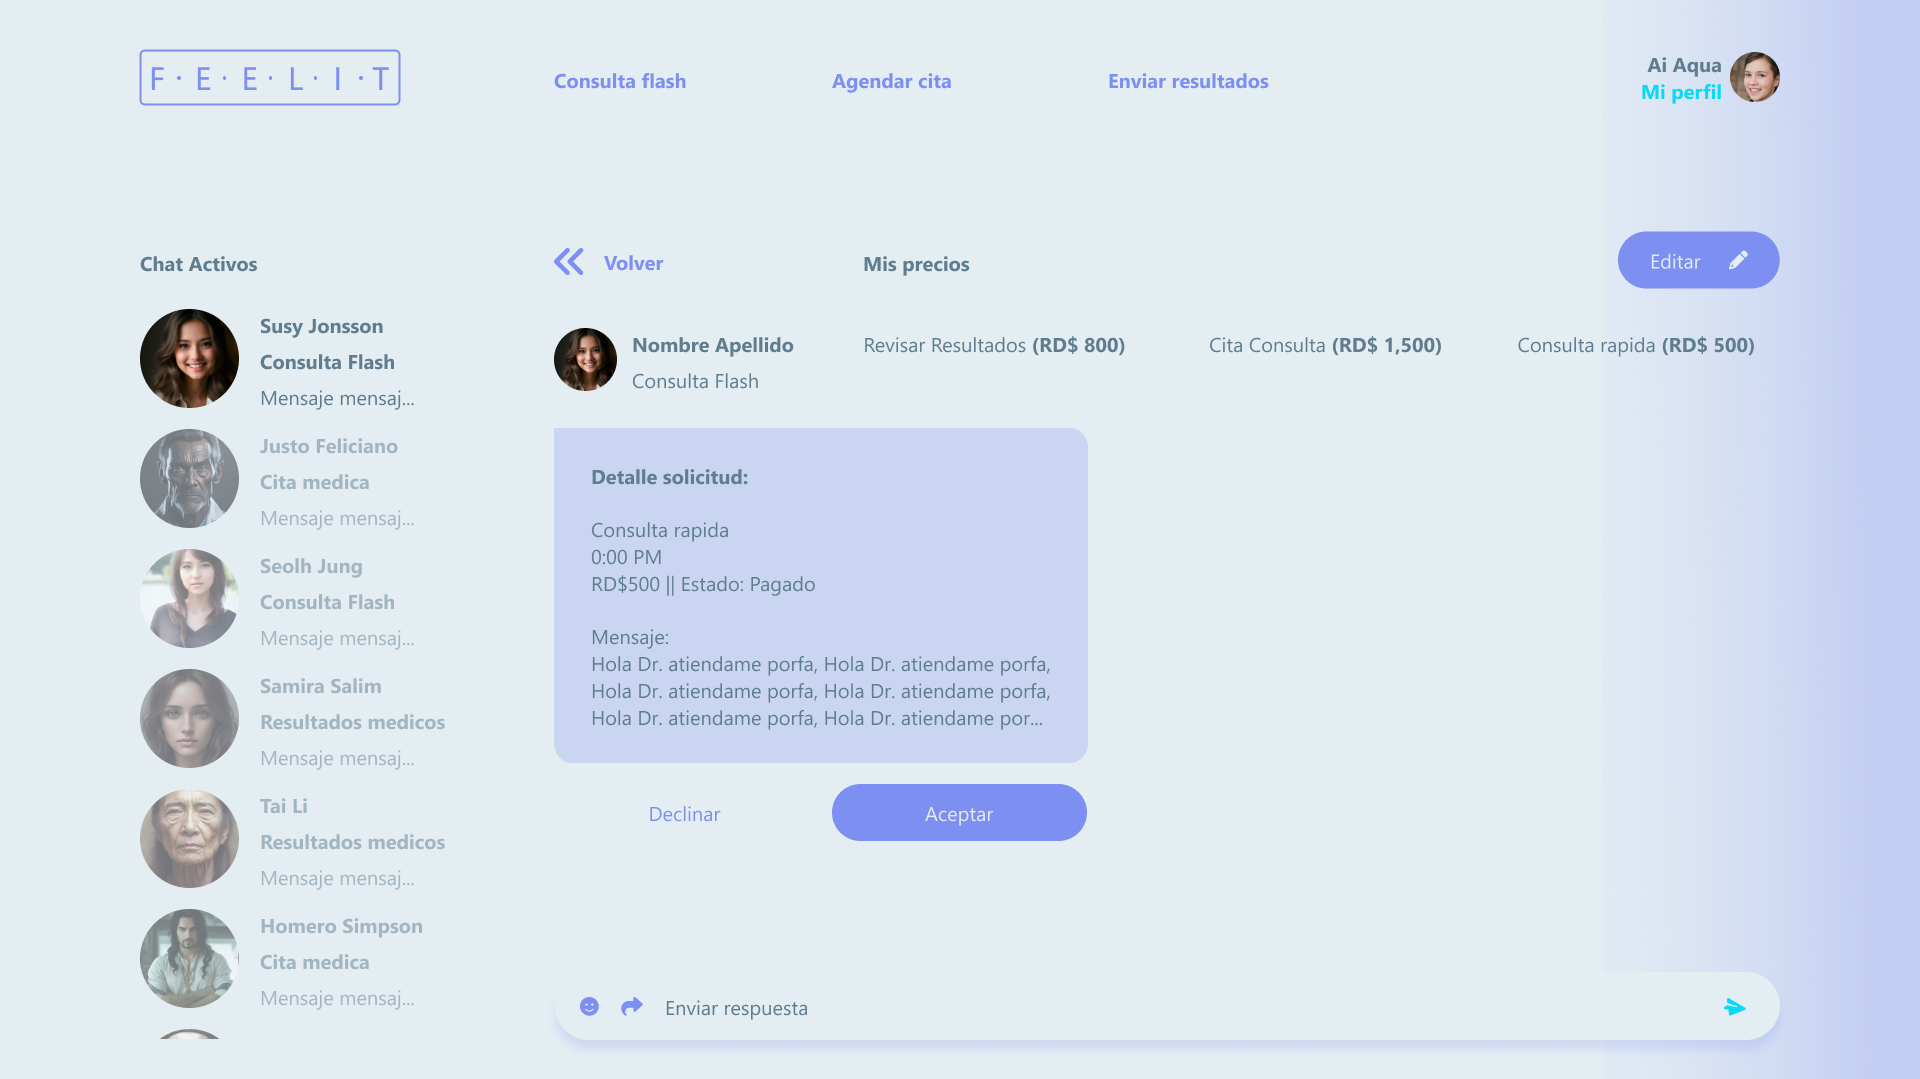 F·E·E·L·I·T
Consulta flash
Agendar cita
Enviar resultados
Ai Aqua
Mi perfil
Chat Activos
Susy Jonsson
Consulta Flash
Mensaje mensaj...
Justo Feliciano
Cita medica
Mensaje mensaj...
Seolh Jung
Consulta Flash
Mensaje mensaj...
Samira Salim
Resultados medicos
Mensaje mensaj...
Tai Li
Resultados medicos
Mensaje mensaj...
Homero Simpson
Cita medica
Mensaje mensaj...
Volver
Mis precios
Editar
Nombre Apellido
Consulta Flash
Revisar Resultados (RD$ 800)
Cita Consulta (RD$ 1,500)
Consulta rapida (RD$ 500)
Detalle solicitud:
Consulta rapida
0:00 PM
RD$500 || Estado: Pagado
Mensaje:
Hola Dr. atiendame porfa, Hola Dr. atiendame porfa,
Hola Dr. atiendame porfa, Hola Dr. atiendame porfa,
Hola Dr. atiendame porfa, Hola Dr. atiendame por...
Declinar
Aceptar
Enviar respuesta